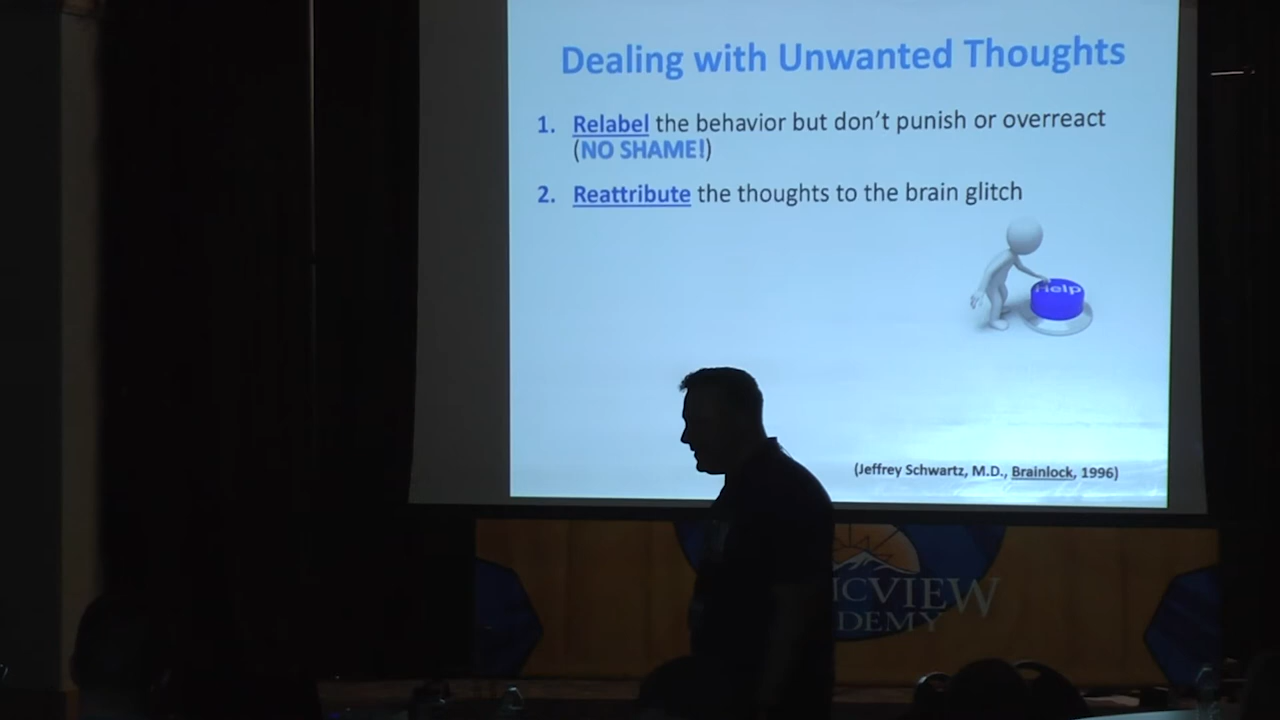 Dealing with Unwanted Thoughts
1. Relabel the behavior but don't punish or overreact
(NO SHAME!)
2. Reattribute the thoughts to the brain glitch
Help
(Jeffrey Schwartz, M.D., Brainlock, 1996)
VIEW